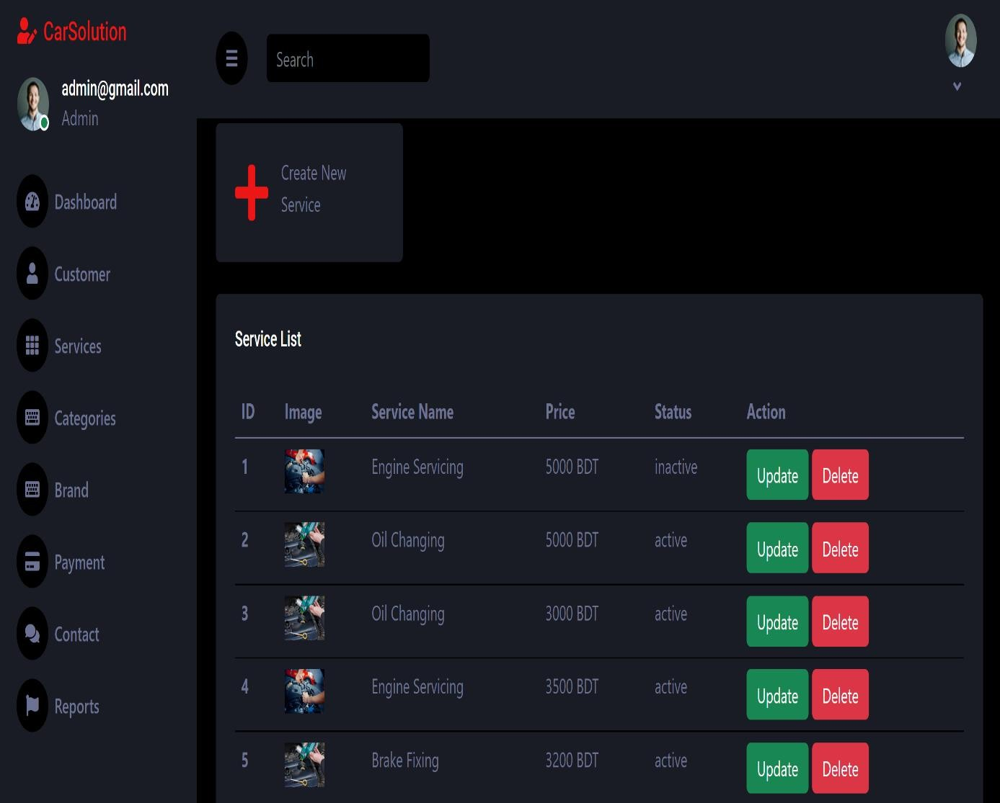 CarSolution
admin@gmail.com
Admin
Dashboard
Customer
Services
Categories
Brand
Payment
Contact
Reports
Search
Create New
Service
Service List
ID Image Service Name Price Status Action
1 Engine Servicing 5000 BDT inactive Update Delete
2 Oil Changing 5000 BDT active Update Delete
3 Oil Changing 3000 BDT active Update Delete
4 Engine Servicing 3500 BDT active Update Delete
5 Brake Fixing 3200 BDT active Update Delete